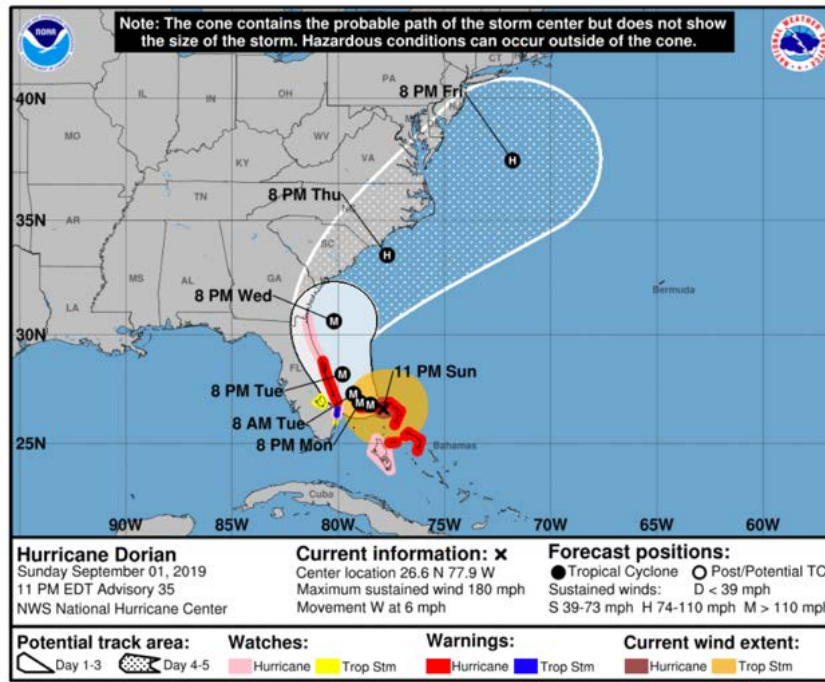 Note: The cone contains the probable path of the storm center but does not show
the size of the storm. Hazardous conditions can occur outside of the cone.
NOAA
40N
35N
30N
25N
MO
IL
IN
OH
PA
CT
NJ
WV
VA
KY
TN
NC
AR
SC
MS
AL
GA
LA
FL
8 PM Fri
H
8 PM Thu
H
Bermuda
8 PM Wed
M
M
8 PM Tue
11 PM Sun
8 AM Tue
M
M
M
8 PM Mon
Bahamas
Cuba
90W
85W
80W
75W
70W
65W
60W
Hurricane Dorian
Sunday September 01, 2019
11 PM EDT Advisory 35
NWS National Hurricane Center
Current information: ×
Center location 26.6 N 77.9 W
Maximum sustained wind 180 mph
Movement W at 6 mph
Forecast positions:
Tropical Cyclone Post/Potential TC
Sustained winds: D < 39 mph
S 39-73 mph H 74-110 mph M > 110 mph
Potential track area:
Day 1-3 Day 4-5
Watches:
Hurricane Trop Stm
Warnings:
Hurricane Trop Stm
Current wind extent:
Hurricane Trop Stm